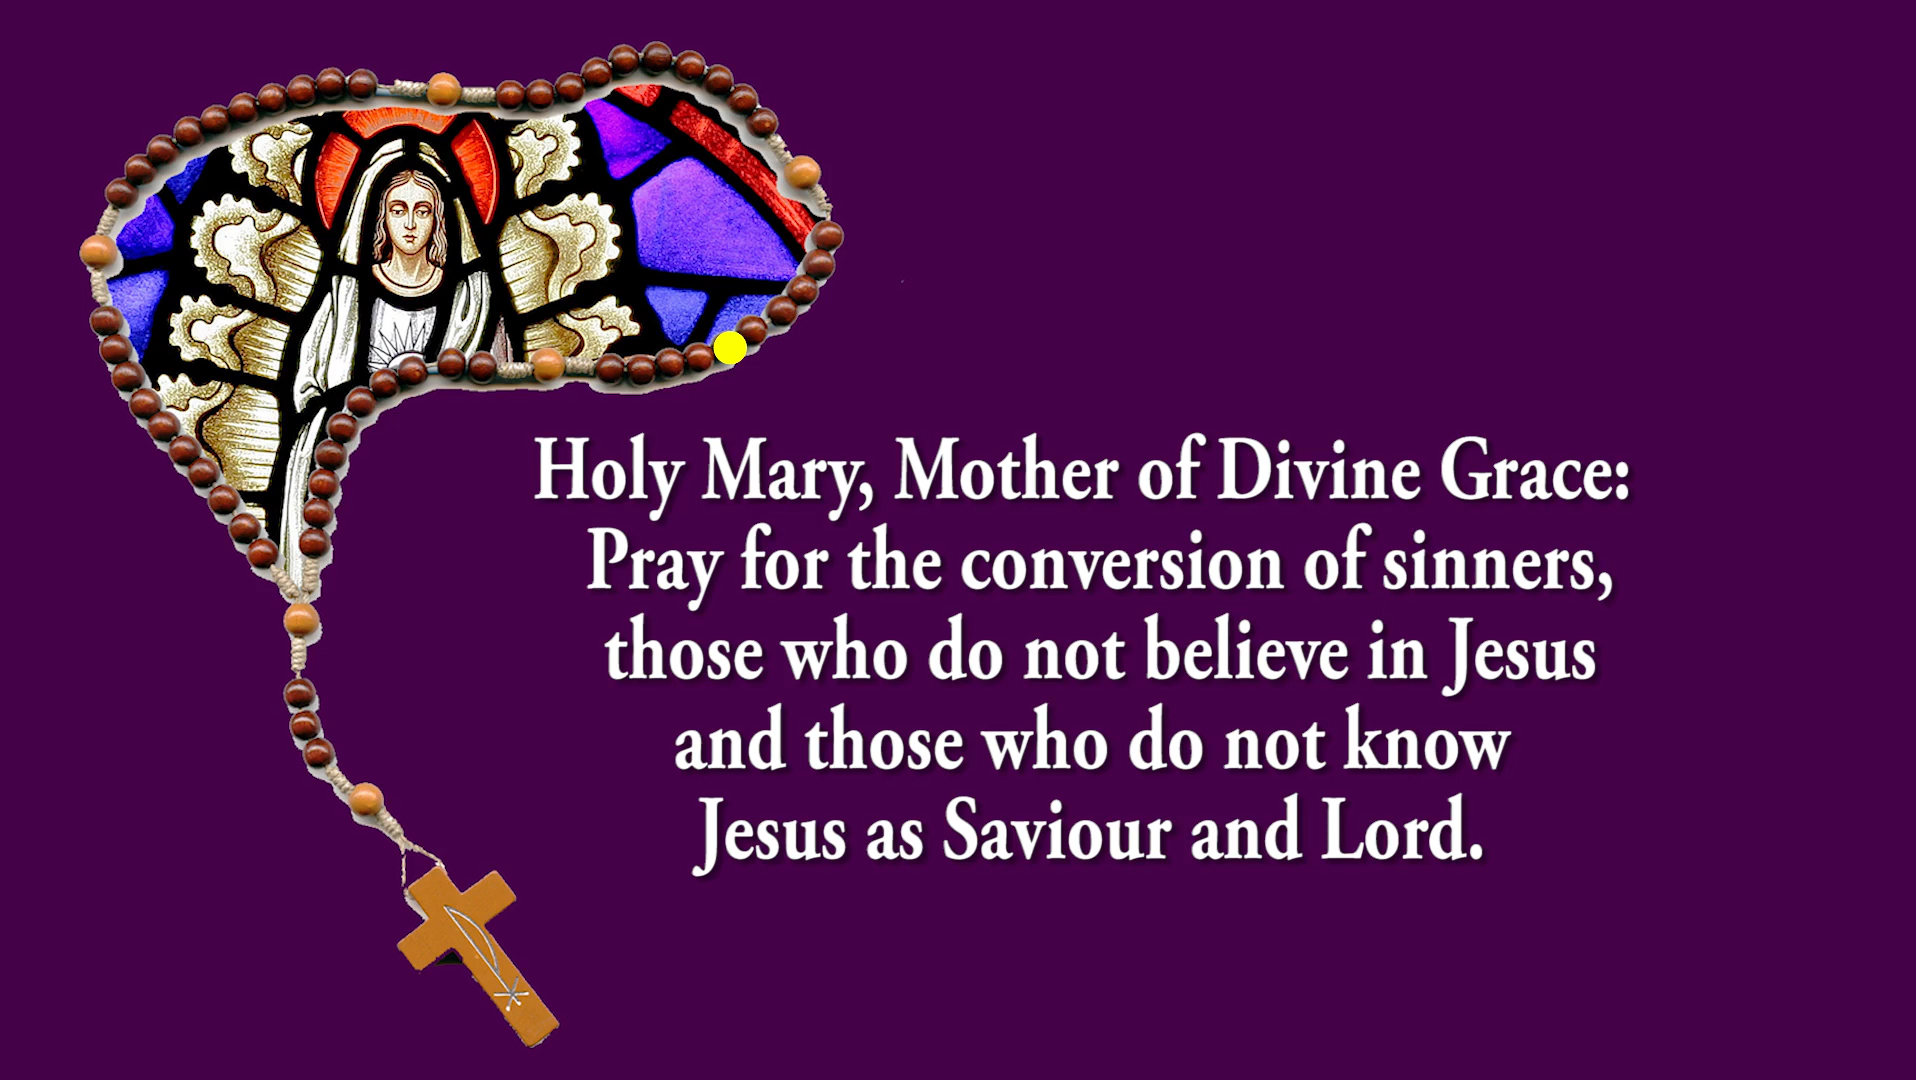 Holy Mary, Mother of Divine Grace:
Pray for the conversion of sinners,
those who do not believe in Jesus
and those who do not know
Jesus as Saviour and Lord.